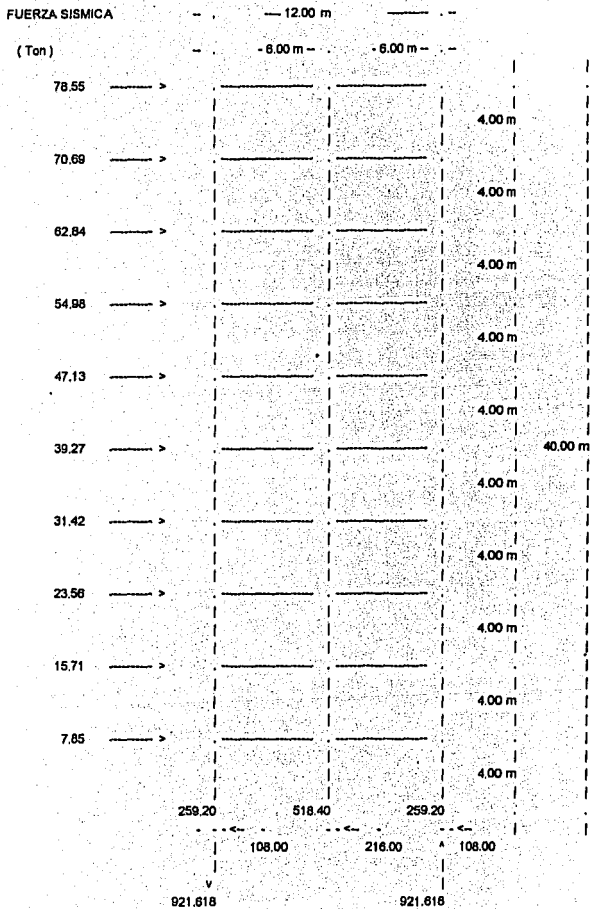 FUERZA SISMICA
12.00 m
( Ton )
6.00 m
6.00 m
78.55
4.00 m
70.69
4.00 m
62.84
4.00 m
54.98
4.00 m
47.13
4.00 m
39.27
40.00 m
4.00 m
31.42
4.00 m
23.56
4.00 m
15.71
4.00 m
7.85
4.00 m
259.20
518.40
259.20
108.00
216.00
108.00
921.618
921.618